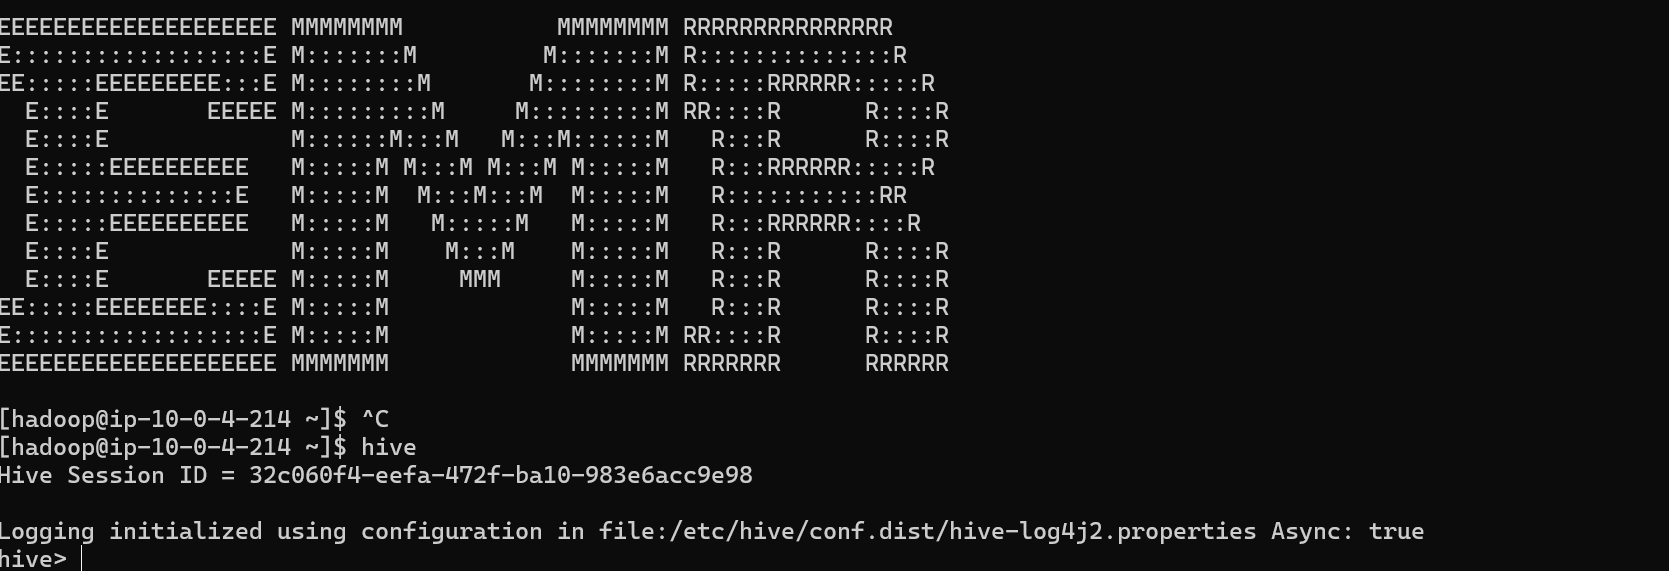 EEEEEEEEEEEEEEEEEEEE MMMMMMMM           MMMMMMMM RRRRRRRRRRRRRRR
E::::::::::::::::::E M:::::::M         M:::::::M R::::::::::::::R
EE:::::EEEEEEEEE:::E M::::::::M       M::::::::M R:::::RRRRRR:::::R
  E::::E       EEEEE M:::::::::M     M:::::::::M RR::::R      R::::R
  E::::E             M::::::M:::M   M:::M::::::M   R:::R      R::::R
  E:::::EEEEEEEEEE   M:::::M M:::M M:::M M:::::M   R:::RRRRRR:::::R
  E::::::::::::::E   M:::::M  M:::M:::M  M:::::M   R:::::::::::RR
  E:::::EEEEEEEEEE   M:::::M   M:::::M   M:::::M   R:::RRRRRR::::R
  E::::E             M:::::M    M:::M    M:::::M   R:::R      R::::R
  E::::E       EEEEE M:::::M     MMM     M:::::M   R:::R      R::::R
EE:::::EEEEEEEE::::E M:::::M             M:::::M   R:::R      R::::R
E::::::::::::::::::E M:::::M             M:::::M RR::::R      R::::R
EEEEEEEEEEEEEEEEEEEE MMMMMMM             MMMMMMM RRRRRRR      RRRRRR
[hadoop@ip-10-0-4-214 ~]$ ^C
[hadoop@ip-10-0-4-214 ~]$ hive
Hive Session ID = 32c060f4-eefa-472f-ba10-983e6acc9e98
Logging initialized using configuration in file:/etc/hive/conf.dist/hive-log4j2.properties Async: true
hive>